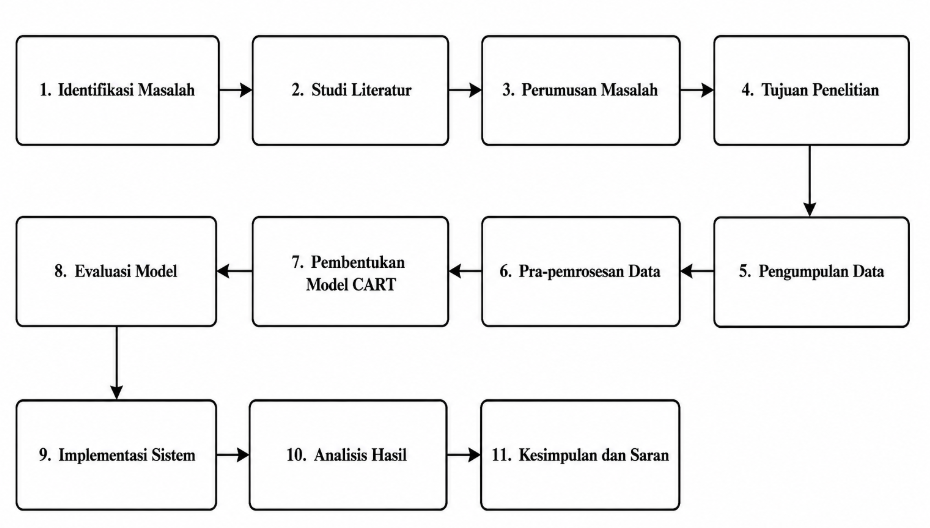 1. Identifikasi Masalah
2. Studi Literatur
3. Perumusan Masalah
4. Tujuan Penelitian
5. Pengumpulan Data
6. Pra-pemrosesan Data
7. Pembentukan
Model CART
8. Evaluasi Model
9. Implementasi Sistem
10. Analisis Hasil
11. Kesimpulan dan Saran